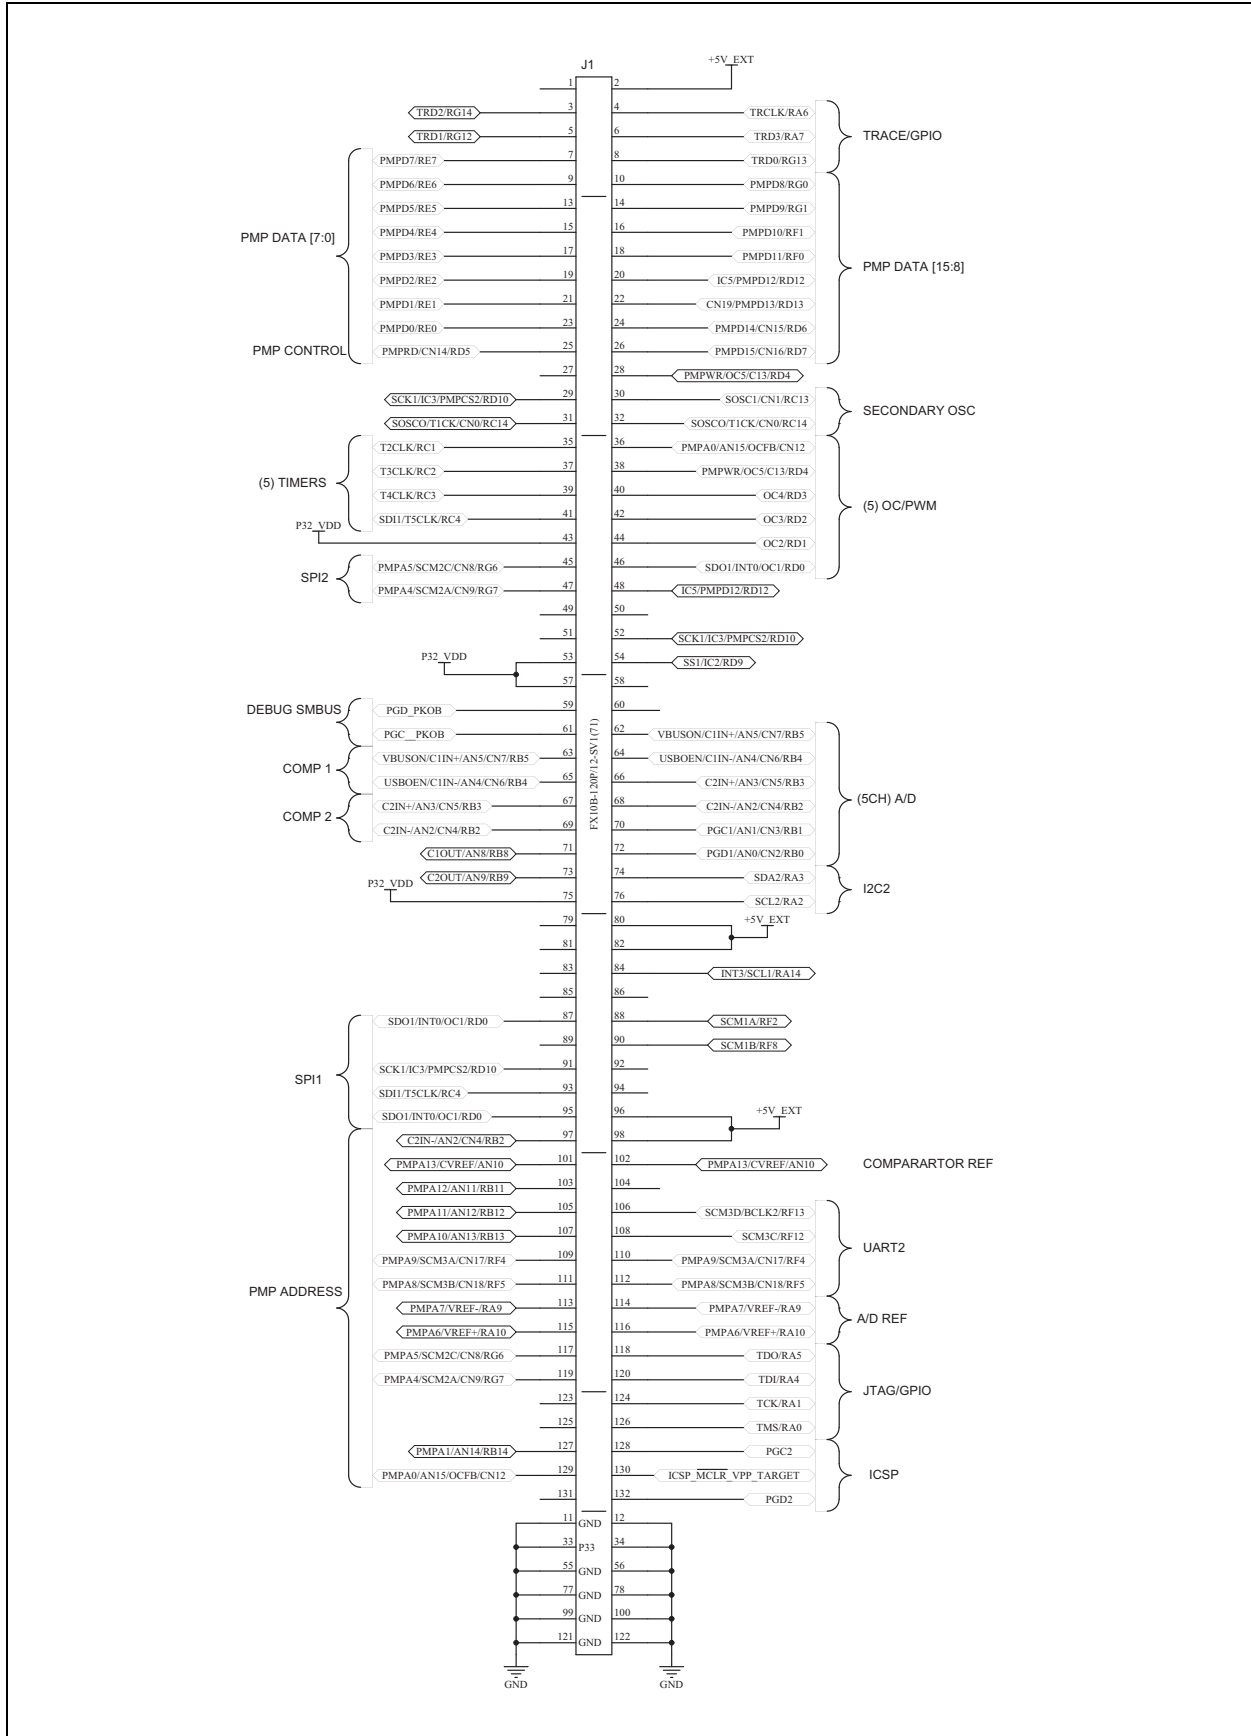 J1
+5V_EXT
1 2
TRD2/RG14 3 4 TRCLK/RA6
TRD1/RG12 5 6 TRD3/RA7 TRACE/GPIO
PMPD7/RE7 7 8 TRD0/RG13
PMPD6/RE6 9 10 PMPD8/RG0
PMPD5/RE5 13 14 PMPD9/RG1
PMPD4/RE4 15 16 PMPD10/RF1
PMP DATA [7:0]
PMPD3/RE3 17 18 PMPD11/RF0
PMP DATA [15:8]
PMPD2/RE2 19 20 IC5/PMPD12/RD12
PMPD1/RE1 21 22 CN19/PMPD13/RD13
PMPD0/RE0 23 24 PMPD14/CN15/RD6
PMP CONTROL PMPRD/CN14/RD5 25 26 PMPD15/CN16/RD7
27 28 PMPWR/OC5/C13/RD4
SCK1/IC3/PMPCS2/RD10 29 30 SOSC1/CN1/RC13
SECONDARY OSC
SOSCO/T1CK/CN0/RC14 31 32 SOSCO/T1CK/CN0/RC14
T2CLK/RC1 35 36 PMPA0/AN15/OCFB/CN12
T3CLK/RC2 37 38 PMPWR/OC5/C13/RD4
(5) TIMERS
T4CLK/RC3 39 40 OC4/RD3
(5) OC/PWM
SDI1/T5CLK/RC4 41 42 OC3/RD2
P32_VDD 43 44 OC2/RD1
PMPA5/SCM2C/CN8/RG6 45 46 SDO1/INT0/OC1/RD0
SPI2
PMPA4/SCM2A/CN9/RG7 47 48 IC5/PMPD12/RD12
49 50
51 52 SCK1/IC3/PMPCS2/RD10
P32_VDD 53 54 SS1/IC2/RD9
57 58
DEBUG SMBUS PGD_PKOB 59 60
PGC__PKOB 61 62 VBUSON/C1IN+/AN5/CN7/RB5
VBUSON/C1IN+/AN5/CN7/RB5 63 64 USBOEN/C1IN-/AN4/CN6/RB4
COMP 1
USBOEN/C1IN-/AN4/CN6/RB4 65 66 C2IN+/AN3/CN5/RB3
FX10B-120P/12-SV1(71)
C2IN+/AN3/CN5/RB3 67 68 C2IN-/AN2/CN4/RB2
(5CH) A/D
COMP 2
C2IN-/AN2/CN4/RB2 69 70 PGC1/AN1/CN3/RB1
C1OUT/AN8/RB8 71 72 PGD1/AN0/CN2/RB0
C2OUT/AN9/RB9 73 74 SDA2/RA3
I2C2
P32_VDD 75 76 SCL2/RA2
79 80 +5V_EXT
81 82
83 84 INT3/SCL1/RA14
85 86
SDO1/INT0/OC1/RD0 87 88 SCM1A/RF2
89 90 SCM1B/RF8
SCK1/IC3/PMPCS2/RD10 91 92
SPI1
SDI1/T5CLK/RC4 93 94
SDO1/INT0/OC1/RD0 95 96 +5V_EXT
C2IN-/AN2/CN4/RB2 97 98
PMPA13/CVREF/AN10 101 102 PMPA13/CVREF/AN10 COMPARARTOR REF
PMPA12/AN11/RB11 103 104
PMPA11/AN12/RB12 105 106 SCM3D/BCLK2/RF13
PMPA10/AN13/RB13 107 108 SCM3C/RF12
UART2
PMPA9/SCM3A/CN17/RF4 109 110 PMPA9/SCM3A/CN17/RF4
PMPA8/SCM3B/CN18/RF5 111 112 PMPA8/SCM3B/CN18/RF5
PMP ADDRESS
PMPA7/VREF-/RA9 113 114 PMPA7/VREF-/RA9
A/D REF
PMPA6/VREF+/RA10 115 116 PMPA6/VREF+/RA10
PMPA5/SCM2C/CN8/RG6 117 118 TDO/RA5
PMPA4/SCM2A/CN9/RG7 119 120 TDI/RA4
JTAG/GPIO
123 124 TCK/RA1
125 126 TMS/RA0
PMPA1/AN14/RB14 127 128 PGC2
PMPA0/AN15/OCFB/CN12 129 130 ICSP_MCLR_VPP_TARGET ICSP
131 132 PGD2
11 GND 12
33 P33 34
55 GND 56
77 GND 78
99 GND 100
121 GND 122
GND GND